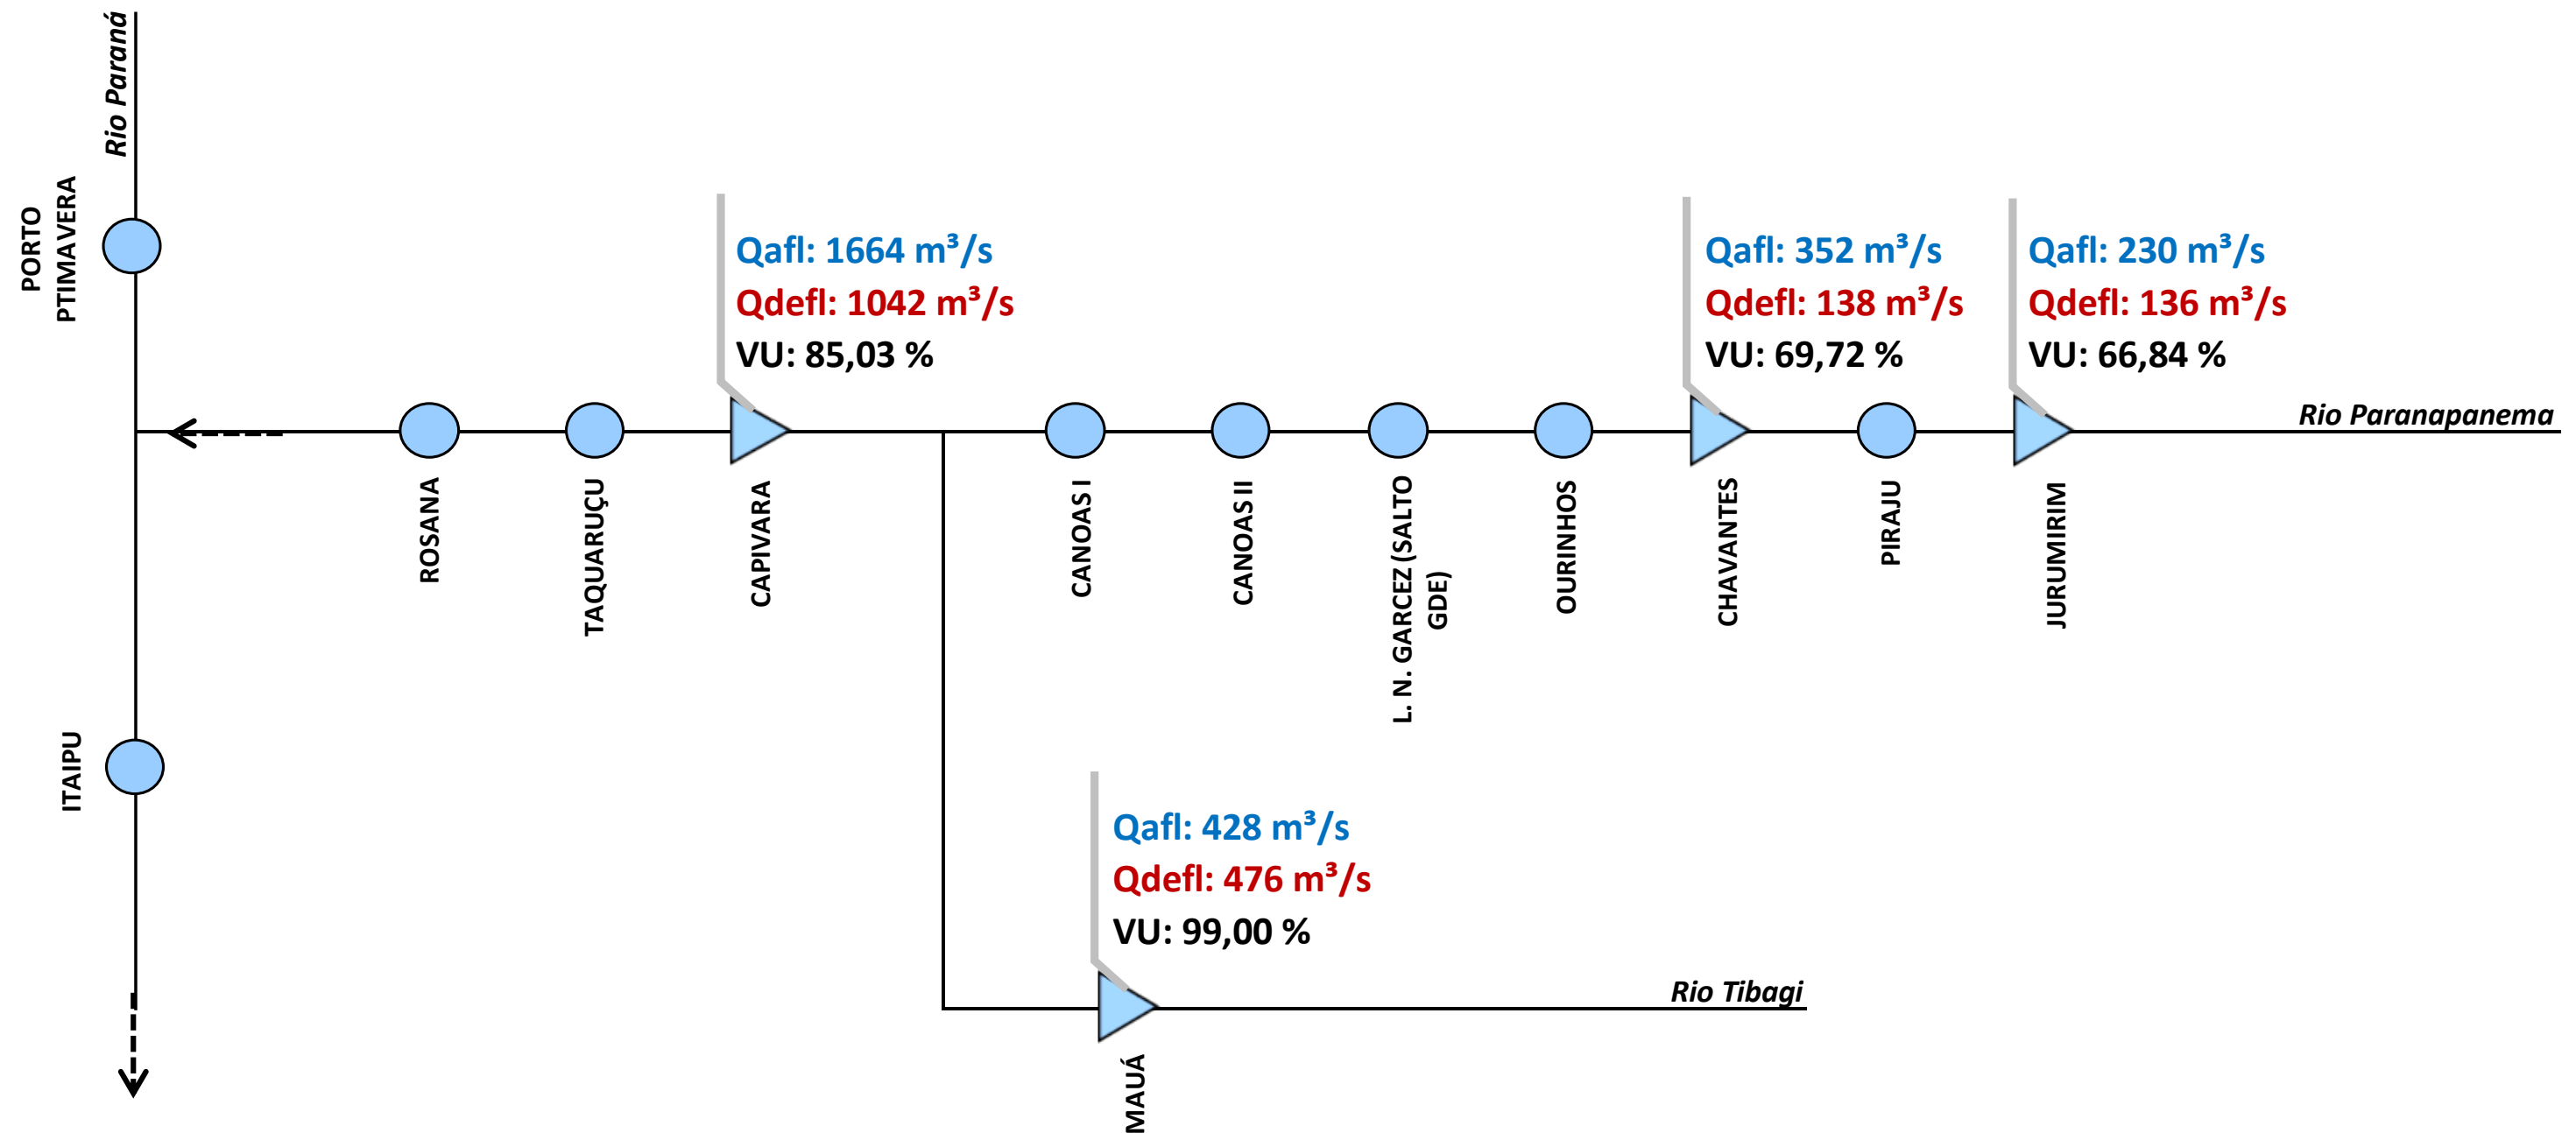 Rio Paraná
PORTO
PTIMAVERA
Qafl: 1664 m³/s
Qdefl: 1042 m³/s
VU: 85,03 %
Qafl: 352 m³/s
Qdefl: 138 m³/s
VU: 69,72 %
Qafl: 230 m³/s
Qdefl: 136 m³/s
VU: 66,84 %
Rio Paranapanema
ROSANA
TAQUARUÇU
CAPIVARA
CANOAS I
CANOAS II
L. N. GARCEZ (SALTO
GDE)
OURINHOS
CHAVANTES
PIRAJU
JURUMIRIM
ITAIPU
Qafl: 428 m³/s
Qdefl: 476 m³/s
VU: 99,00 %
Rio Tibagi
MAUÁ